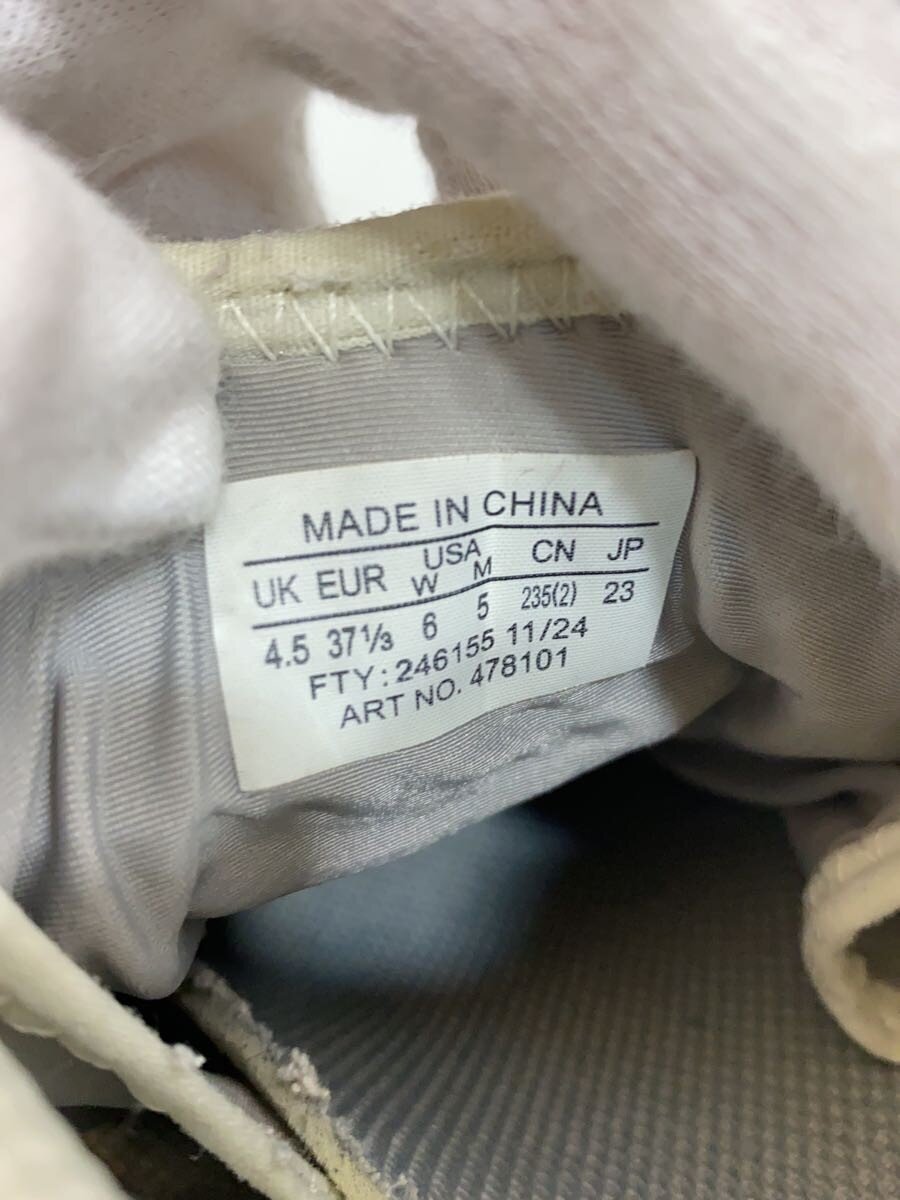 MADE IN CHINA
UK EUR USA CN JP
W M
4.5 37⅓ 6 5 235(2) 23
FTY: 246155 11/24
ART NO. 478101